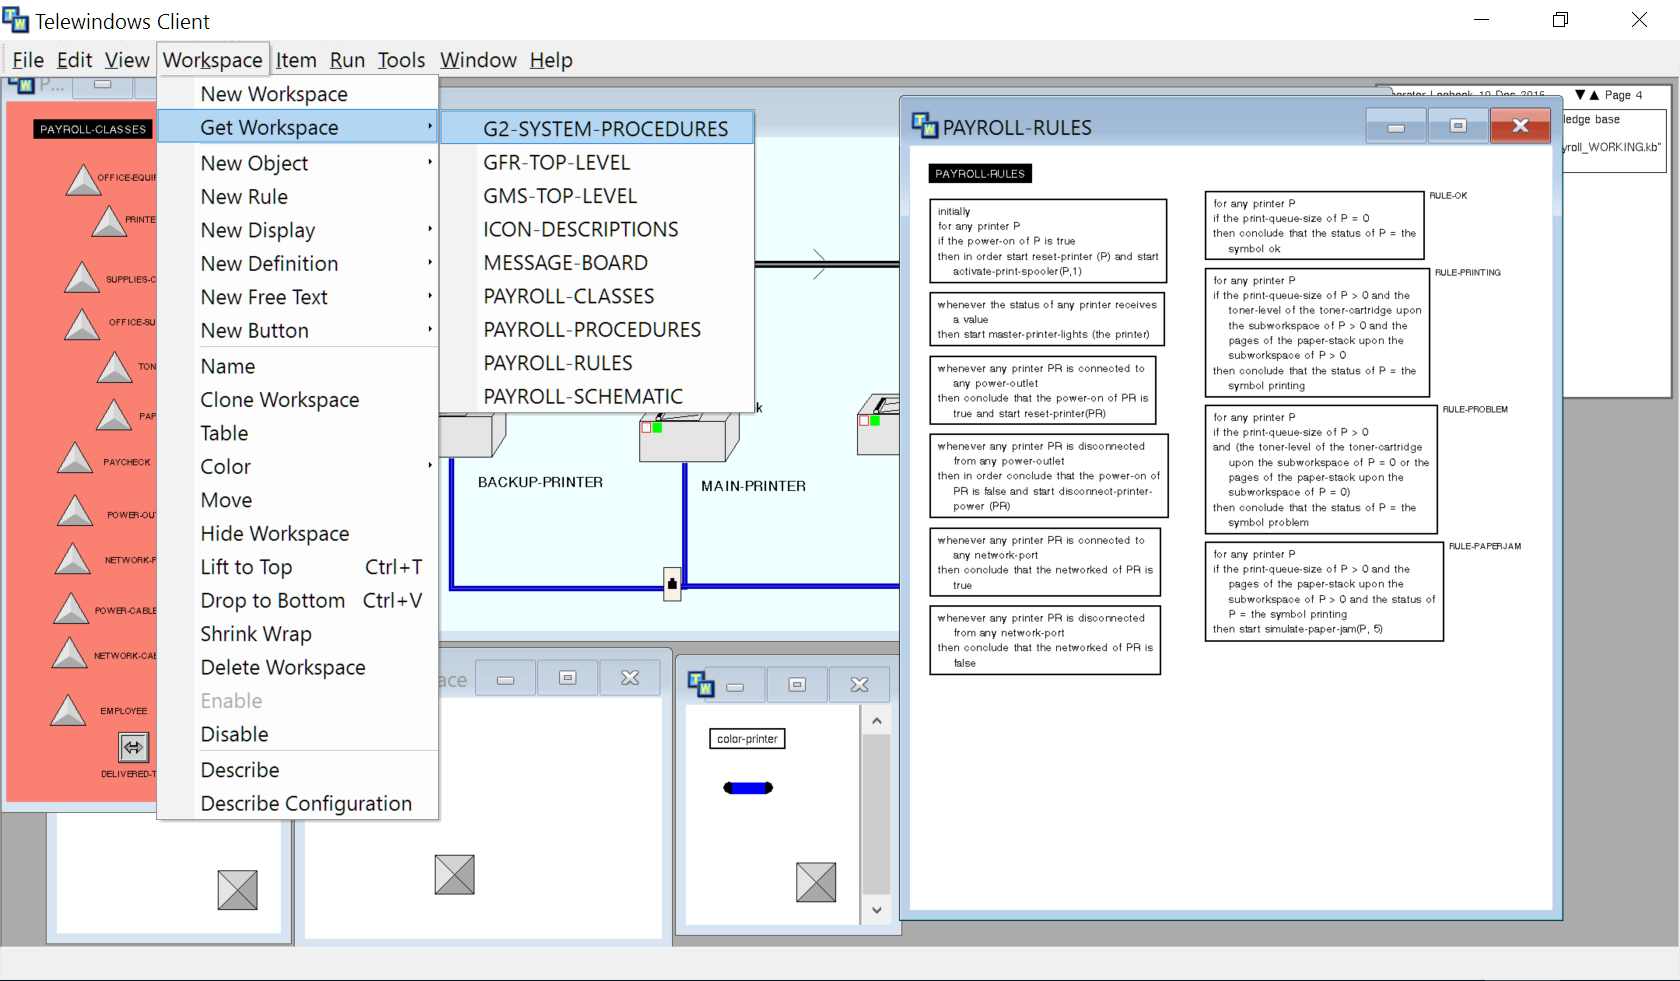 Telewindows Client
File Edit View Workspace Item Run Tools Window Help
P...
PAYROLL-CLASSES
PRINTE
SUPPLIES-C
OFFICE-SU
TON
PAP
PAYCHECK
POWER-OU
NETWORK-P
POWER-CABLE
NETWORK-CAB
EMPLOYEE
DELIVERED-T
New Workspace
Get Workspace
New Object
New Rule
New Display
New Definition
New Free Text
New Button
Name
Clone Workspace
Table
Color
Move
Hide Workspace
Lift to Top Ctrl+T
Drop to Bottom Ctrl+V
Shrink Wrap
Delete Workspace
Enable
Disable
Describe
Describe Configuration
G2-SYSTEM-PROCEDURES
GFR-TOP-LEVEL
GMS-TOP-LEVEL
ICON-DESCRIPTIONS
MESSAGE-BOARD
PAYROLL-CLASSES
PAYROLL-PROCEDURES
PAYROLL-RULES
PAYROLL-SCHEMATIC
k
BACKUP-PRINTER
MAIN-PRINTER
ace
color-printer
PAYROLL-RULES
PAYROLL-RULES
initially
for any printer P
if the power-on of P is true
then in order start reset-printer (P) and start
activate-print-spooler(P,1)
whenever the status of any printer receives
a value
then start master-printer-lights (the printer)
whenever any printer PR is connected to
any power-outlet
then conclude that the power-on of PR is
true and start reset-printer(PR)
whenever any printer PR is disconnected
from any power-outlet
then in order conclude that the power-on of
PR is false and start disconnect-printer-
power (PR)
whenever any printer PR is connected to
any network-port
then conclude that the networked of PR is
true
whenever any printer PR is disconnected
from any network-port
then conclude that the networked of PR is
false
RULE-OK
for any printer P
if the print-queue-size of P = 0
then conclude that the status of P = the
symbol ok
RULE-PRINTING
for any printer P
if the print-queue-size of P > 0 and the
toner-level of the toner-cartridge upon
the subworkspace of P > 0 and the
pages of the paper-stack upon the
subworkspace of P > 0
then conclude that the status of P = the
symbol printing
RULE-PROBLEM
for any printer P
if the print-queue-size of P > 0
and (the toner-level of the toner-cartridge
upon the subworkspace of P = 0 or the
pages of the paper-stack upon the
subworkspace of P = 0)
then conclude that the status of P = the
symbol problem
RULE-PAPERJAM
for any printer P
if the print-queue-size of P > 0 and the
pages of the paper-stack upon the
subworkspace of P > 0 and the status of
P = the symbol printing
then start simulate-paper-jam(P, 5)
Logbook 10 Dec 2016 ▼▲ Page 4
ledge base
yroll_WORKING.kb"